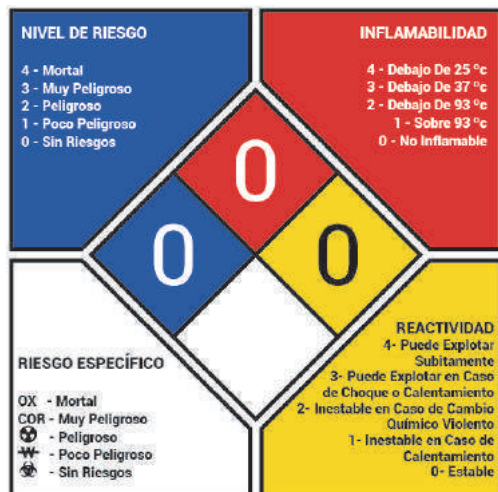 NIVEL DE RIESGO
4 - Mortal
3 - Muy Peligroso
2 - Peligroso
1 - Poco Peligroso
0 - Sin Riesgos
INFLAMABILIDAD
4 - Debajo De 25 ºc
3 - Debajo De 37 ºc
2 - Debajo De 93 ºc
1 - Sobre 93 ºc
0 - No Inflamable
0
0
0
RIESGO ESPECÍFICO
OX - Mortal
COR - Muy Peligroso
☢ - Peligroso
W - Poco Peligroso
☣ - Sin Riesgos
REACTIVIDAD
4- Puede Explotar
Subitamente
3- Puede Explotar en Caso
de Choque o Calentamiento
2- Inestable en Caso de Cambio
Químico Violento
1- Inestable en Caso de
Calentamiento
0- Estable